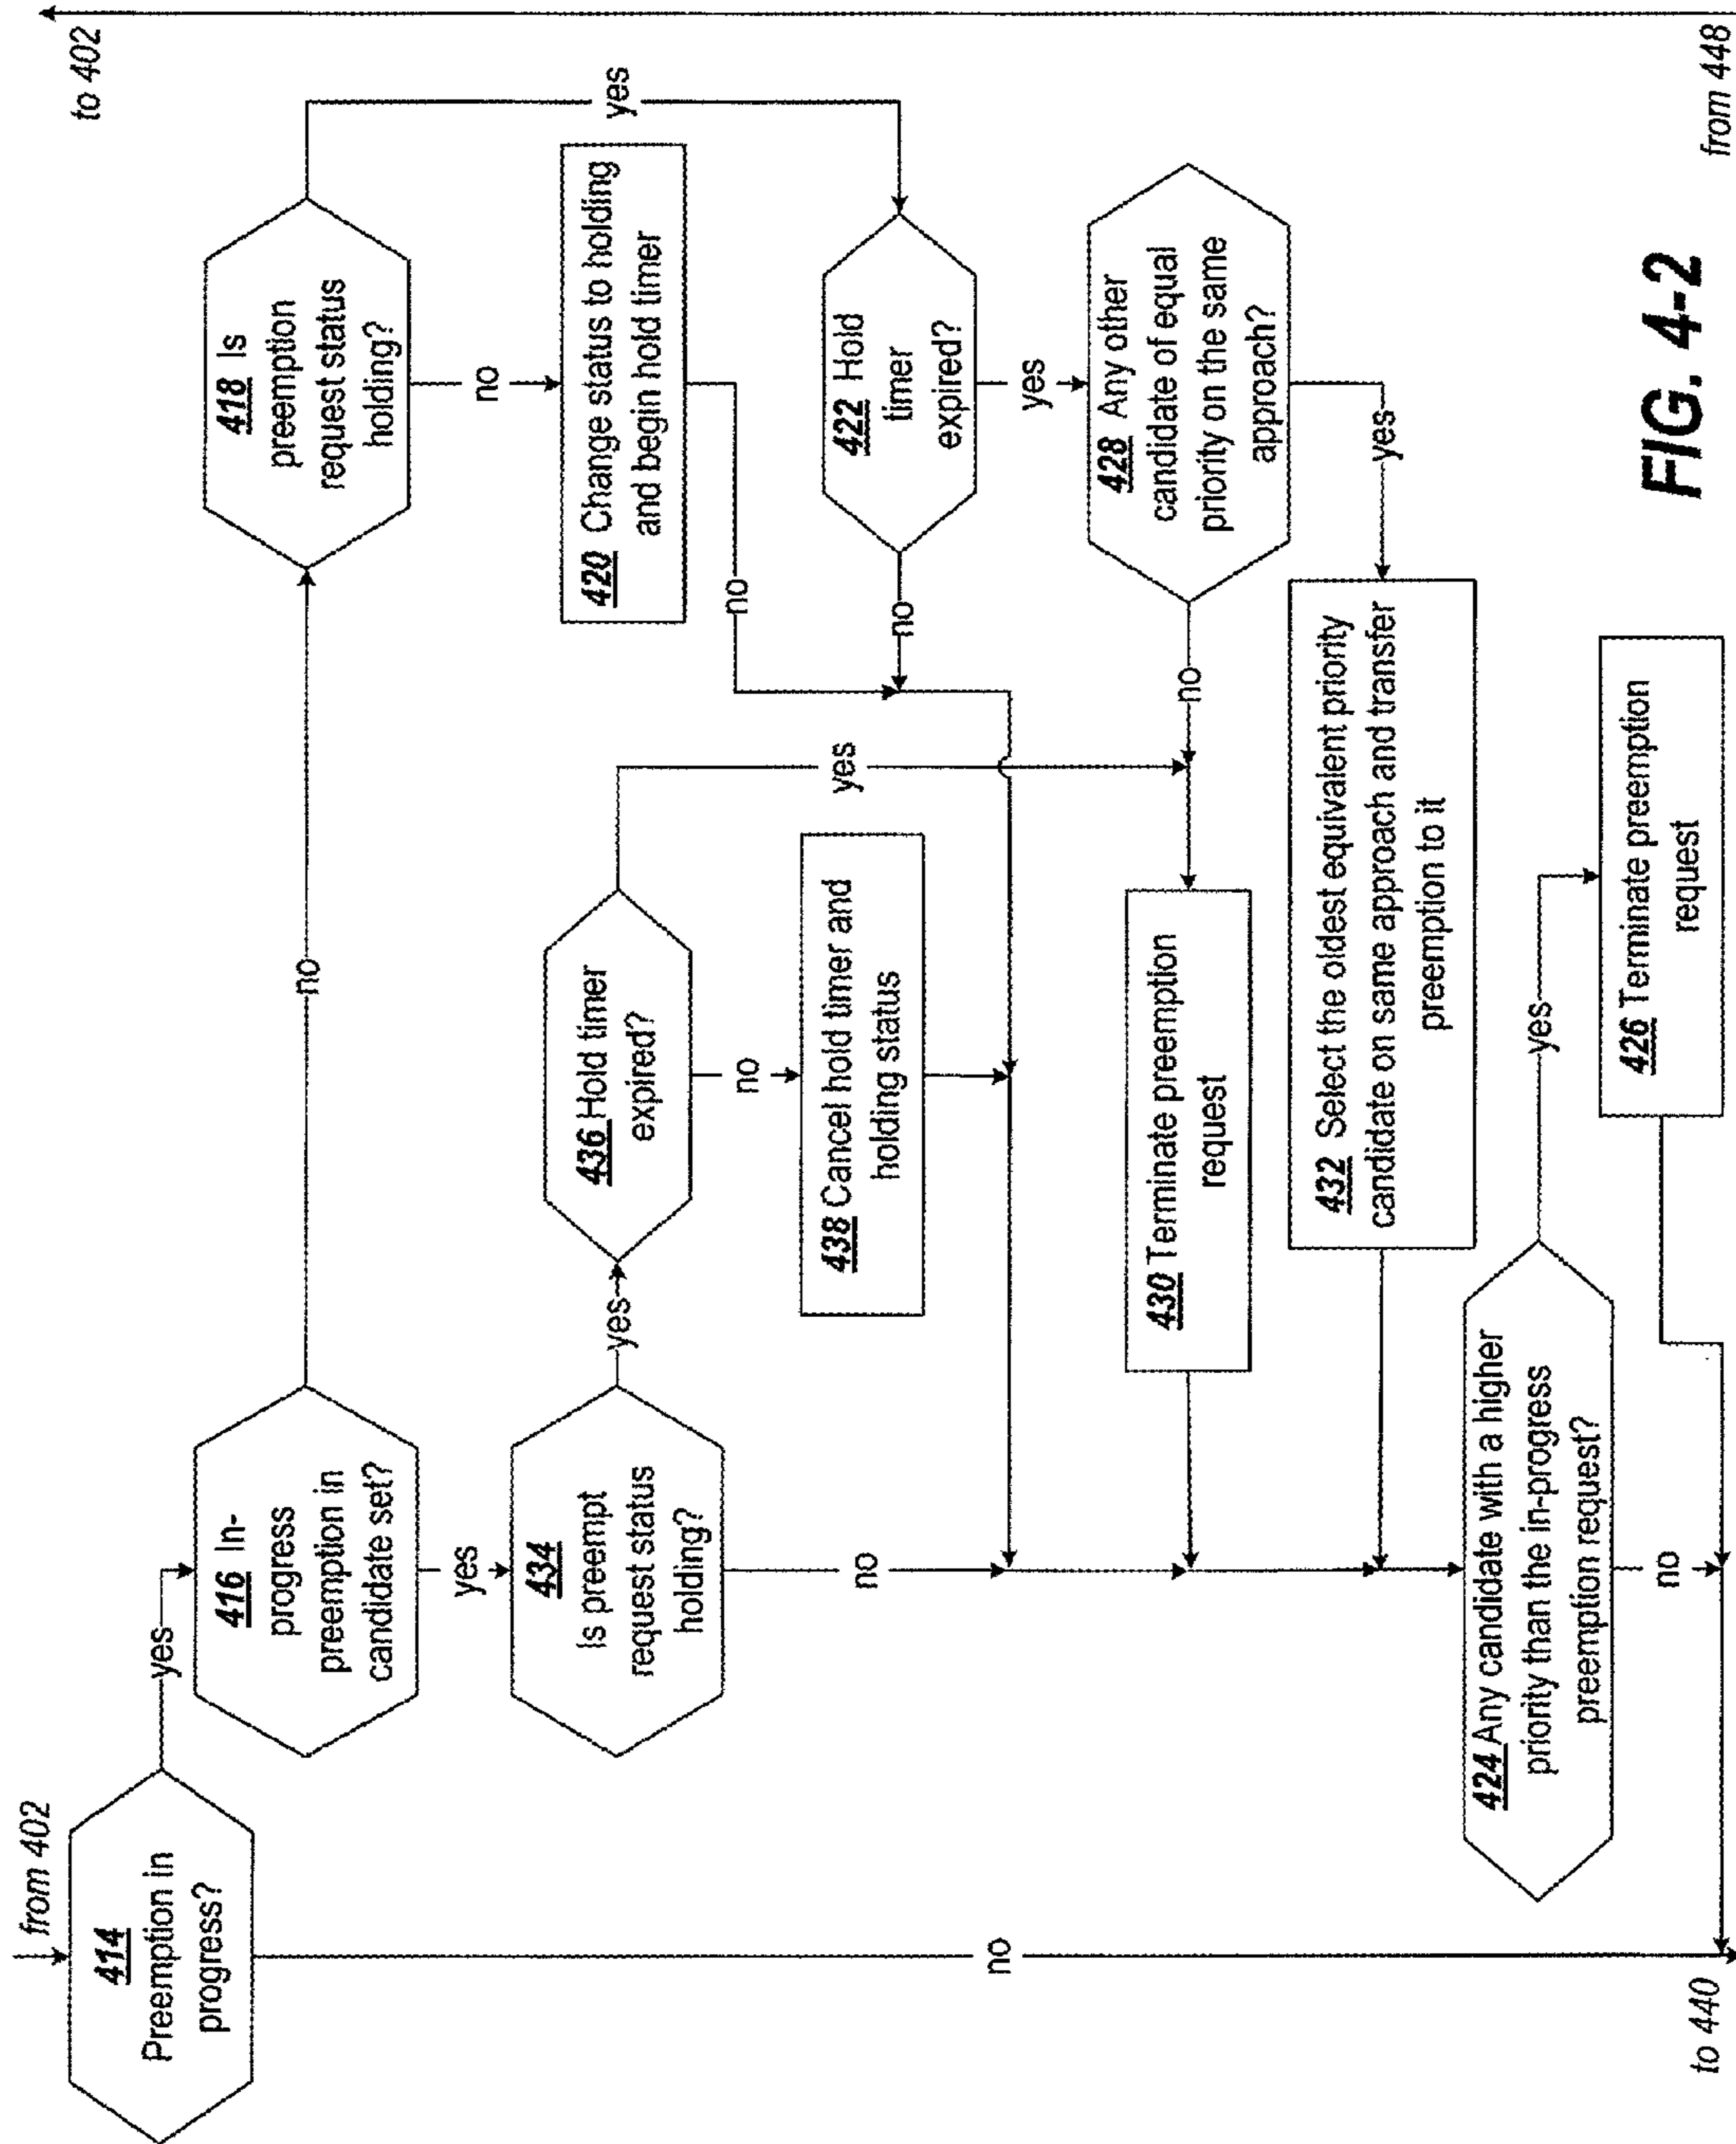 from 402
to 402
414
Preemption in
progress?
yes
no
416 In-
progress
preemption in
candidate set?
no
yes
418 Is
preemption
request status
holding?
yes
no
420 Change status to holding
and begin hold timer
no
434
Is preempt
request status
holding?
yes
no
436 Hold timer
expired?
yes
no
438 Cancel hold timer and
holding status
422 Hold
timer
expired?
no
yes
428 Any other
candidate of equal
priority on the same
approach?
no
yes
430 Terminate preemption
request
432 Select the oldest equivalent priority
candidate on same approach and transfer
preemption to it
424 Any candidate with a higher
priority than the in-progress
preemption request?
yes
no
426 Terminate preemption
request
to 440
FIG. 4-2
from 448